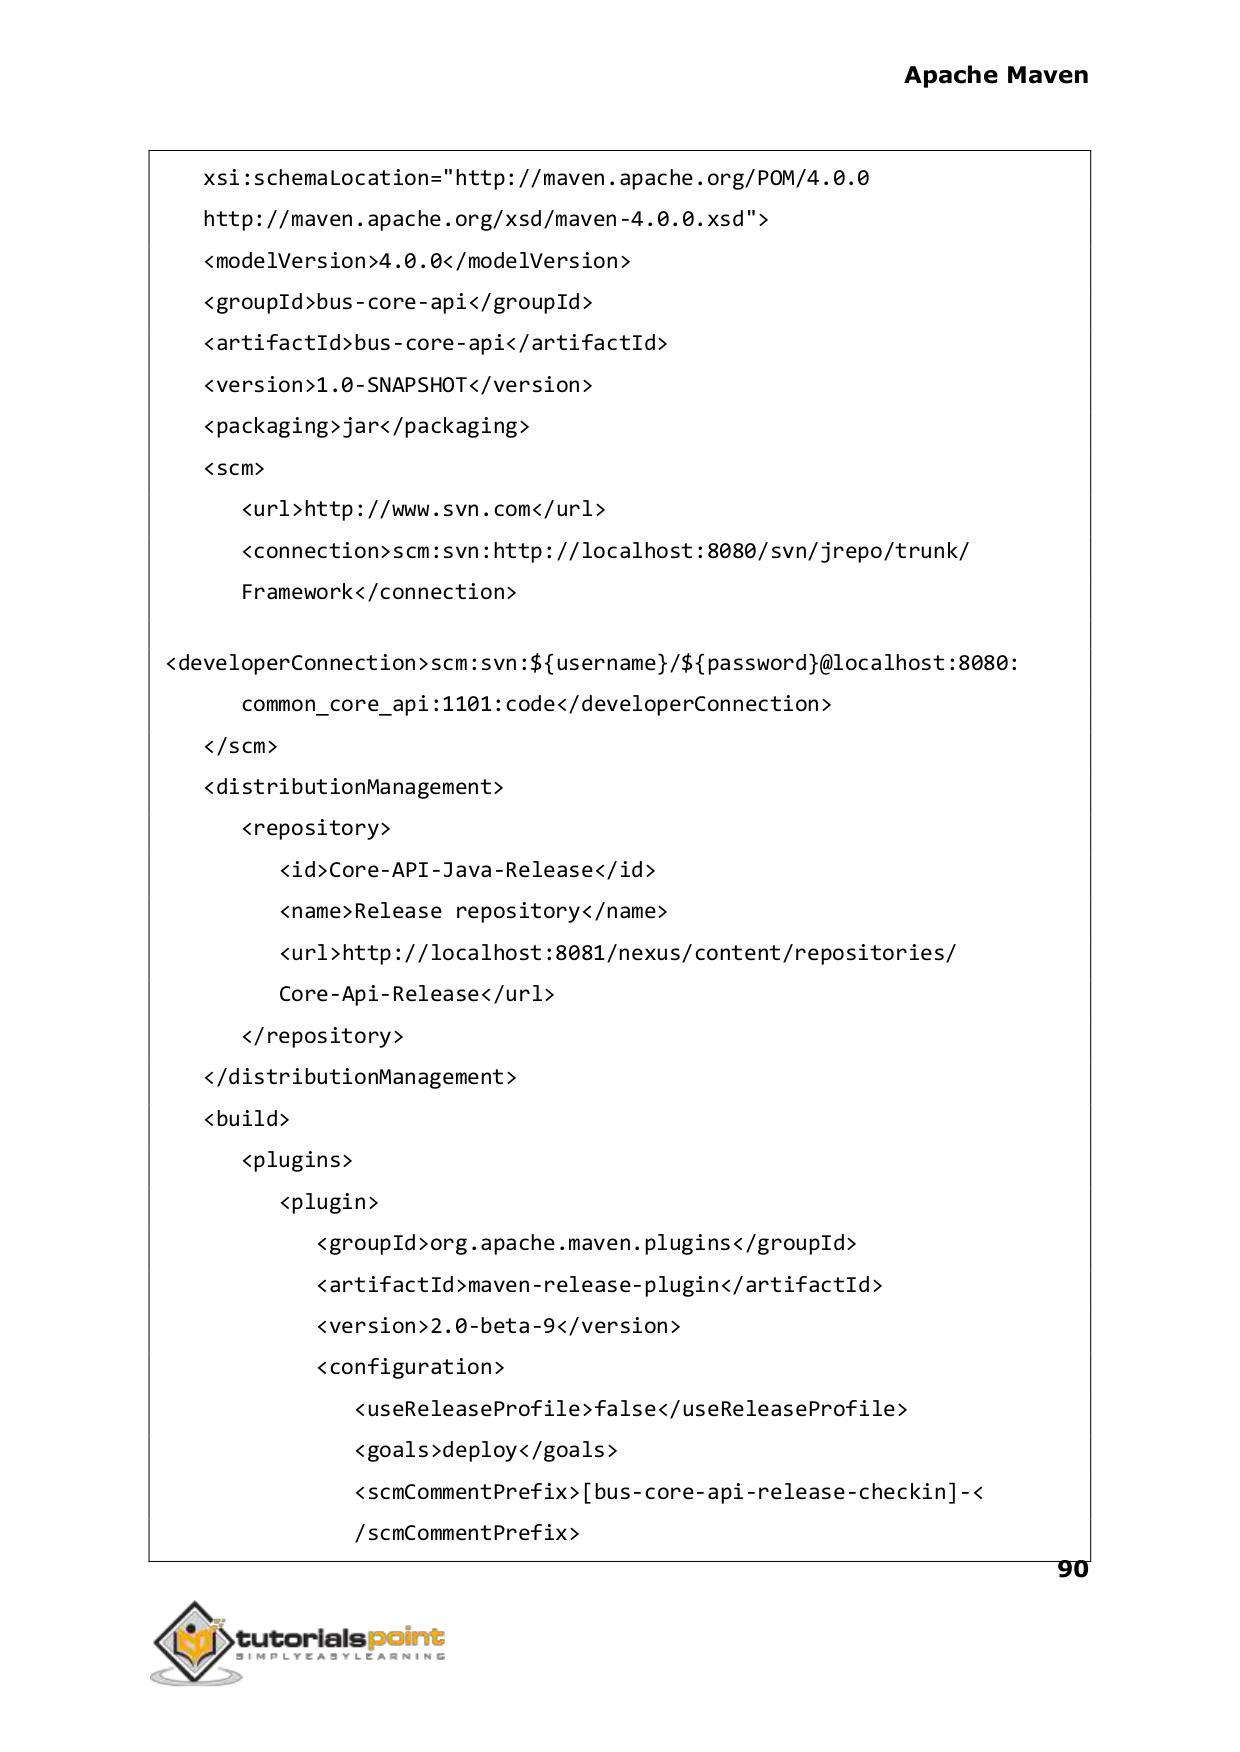 Apache Maven
xsi:schemaLocation="http://maven.apache.org/POM/4.0.0
http://maven.apache.org/xsd/maven-4.0.0.xsd">
<modelVersion>4.0.0</modelVersion>
<groupId>bus-core-api</groupId>
<artifactId>bus-core-api</artifactId>
<version>1.0-SNAPSHOT</version>
<packaging>jar</packaging>
<scm>
<url>http://www.svn.com</url>
<connection>scm:svn:http://localhost:8080/svn/jrepo/trunk/
Framework</connection>
<developerConnection>scm:svn:${username}/${password}@localhost:8080:
common_core_api:1101:code</developerConnection>
</scm>
<distributionManagement>
<repository>
<id>Core-API-Java-Release</id>
<name>Release repository</name>
<url>http://localhost:8081/nexus/content/repositories/
Core-Api-Release</url>
</repository>
</distributionManagement>
<build>
<plugins>
<plugin>
<groupId>org.apache.maven.plugins</groupId>
<artifactId>maven-release-plugin</artifactId>
<version>2.0-beta-9</version>
<configuration>
<useReleaseProfile>false</useReleaseProfile>
<goals>deploy</goals>
<scmCommentPrefix>[bus-core-api-release-checkin]-<
/scmCommentPrefix>
90
tutorialspoint
SIMPLYEASYLEARNING